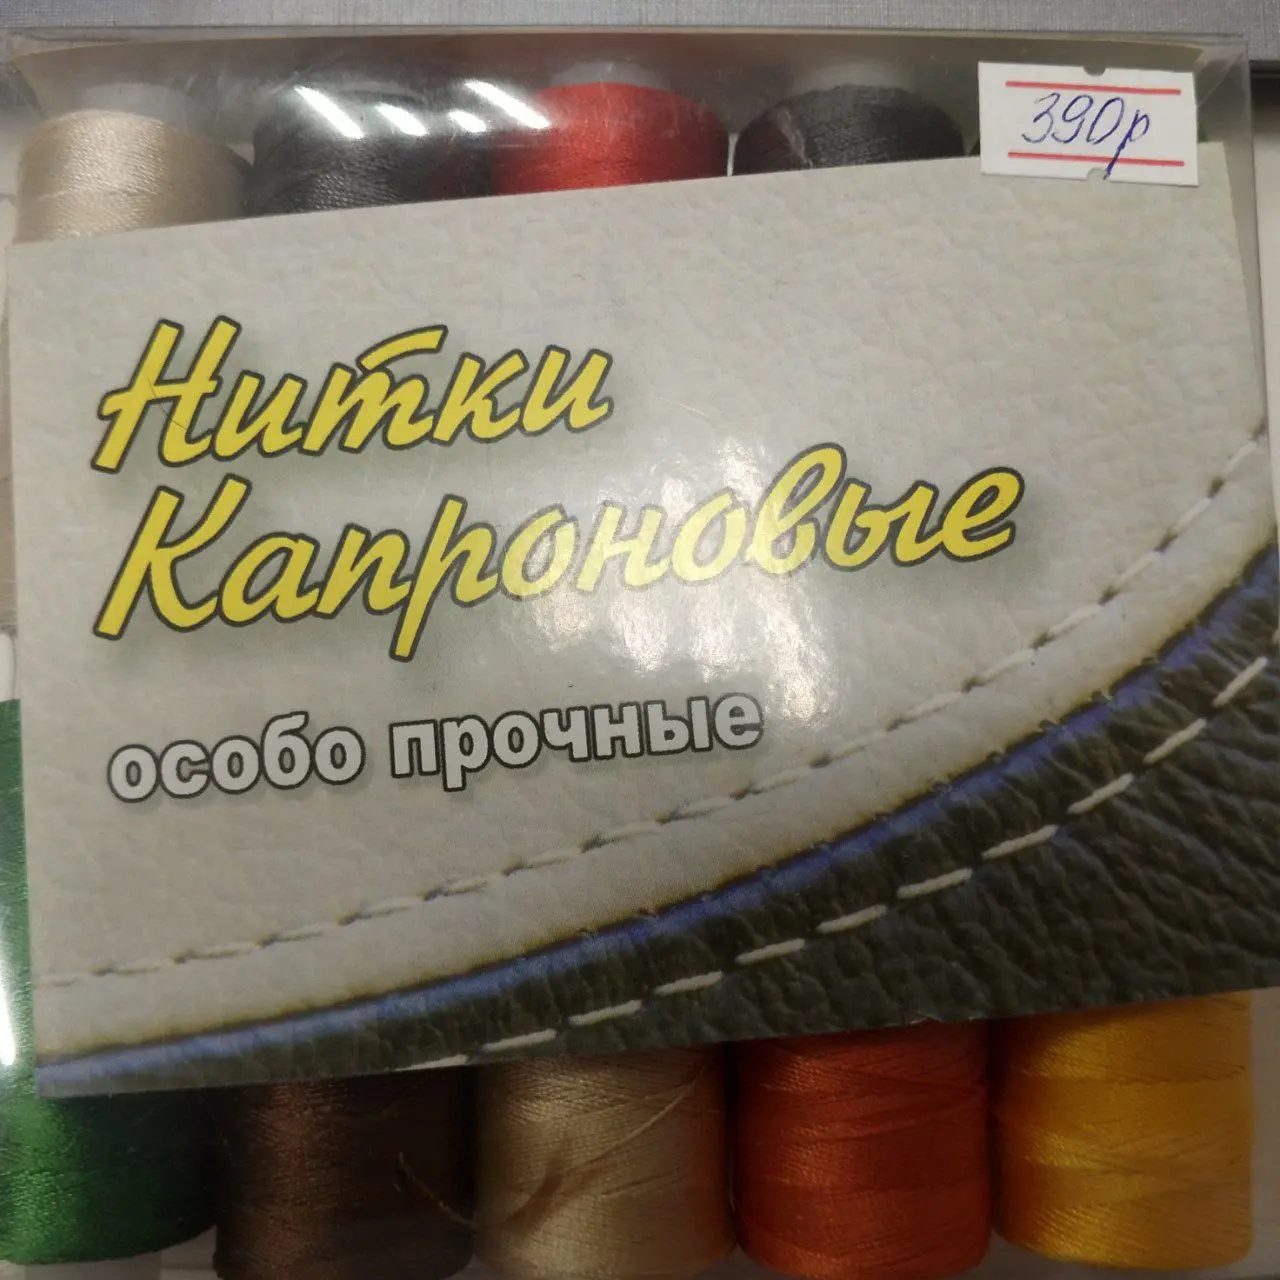 390р
Нитки
Капроновые
особо прочные